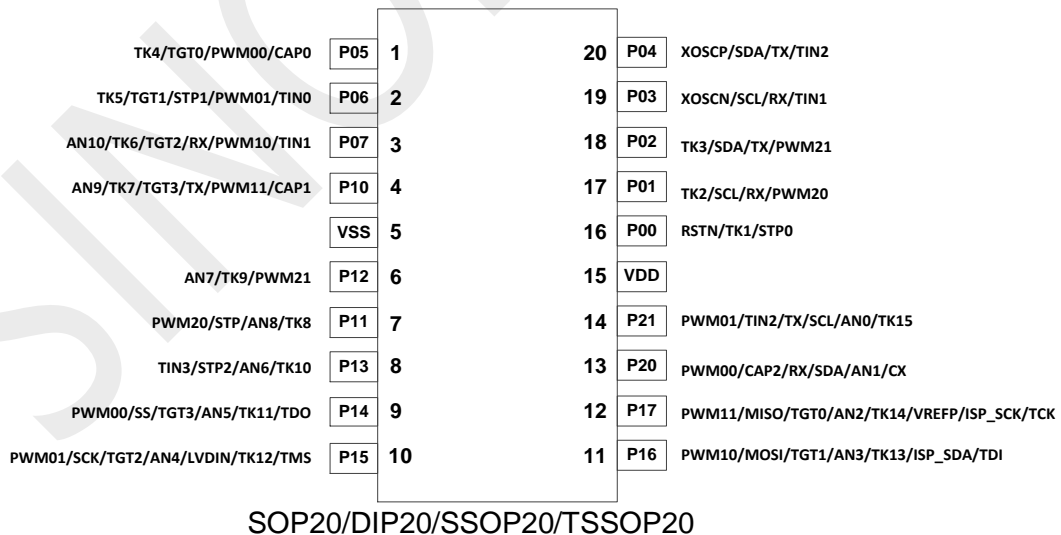 TK4/TGT0/PWM00/CAP0 P05 1 20 P04 XOSCP/SDA/TX/TIN2
TK5/TGT1/STP1/PWM01/TIN0 P06 2 19 P03 XOSCN/SCL/RX/TIN1
AN10/TK6/TGT2/RX/PWM10/TIN1 P07 3 18 P02 TK3/SDA/TX/PWM21
AN9/TK7/TGT3/TX/PWM11/CAP1 P10 4 17 P01 TK2/SCL/RX/PWM20
VSS 5 16 P00 RSTN/TK1/STP0
AN7/TK9/PWM21 P12 6 15 VDD
PWM20/STP/AN8/TK8 P11 7 14 P21 PWM01/TIN2/TX/SCL/AN0/TK15
TIN3/STP2/AN6/TK10 P13 8 13 P20 PWM00/CAP2/RX/SDA/AN1/CX
PWM00/SS/TGT3/AN5/TK11/TDO P14 9 12 P17 PWM11/MISO/TGT0/AN2/TK14/VREFP/ISP_SCK/TCK
PWM01/SCK/TGT2/AN4/LVDIN/TK12/TMS P15 10 11 P16 PWM10/MOSI/TGT1/AN3/TK13/ISP_SDA/TDI
SOP20/DIP20/SSOP20/TSSOP20